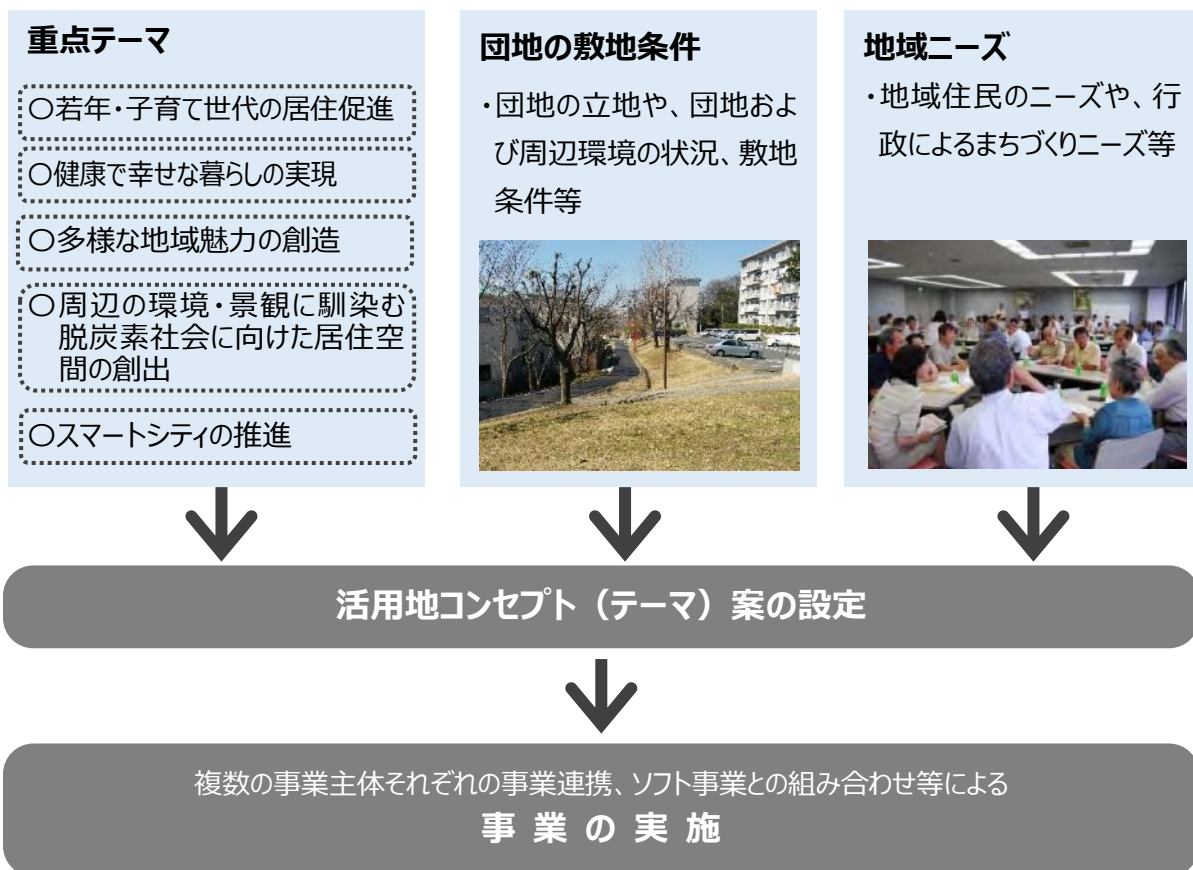 重点テーマ
〇若年・子育て世代の居住促進
〇健康で幸せな暮らしの実現
〇多様な地域魅力の創造
〇周辺の環境・景観に馴染む
脱炭素社会に向けた居住空
間の創出
〇スマートシティの推進
団地の敷地条件
・団地の立地や、団地およ
び周辺環境の状況、敷地
条件等
地域ニーズ
・地域住民のニーズや、行
政によるまちづくりニーズ等
活用地コンセプト（テーマ）案の設定
複数の事業主体それぞれの事業連携、ソフト事業との組み合わせ等による
事業の実施